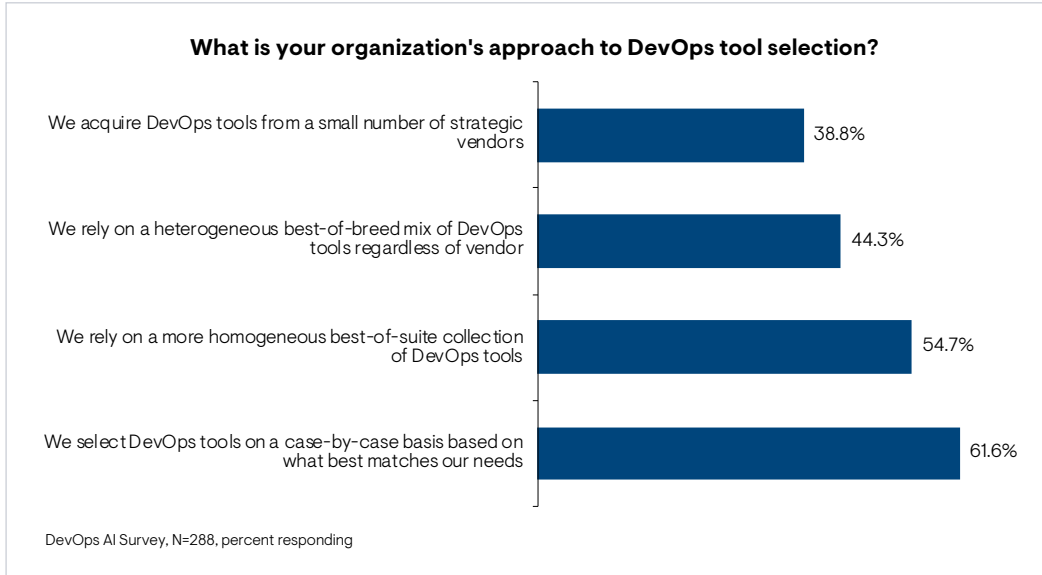 What is your organization's approach to DevOps tool selection?
We acquire DevOps tools from a small number of strategic
vendors
38.8%
We rely on a heterogeneous best-of-breed mix of DevOps
tools regardless of vendor
44.3%
We rely on a more homogeneous best-of-suite collection
of DevOps tools
54.7%
We select DevOps tools on a case-by-case basis based on
what best matches our needs
61.6%
DevOps AI Survey, N=288, percent responding